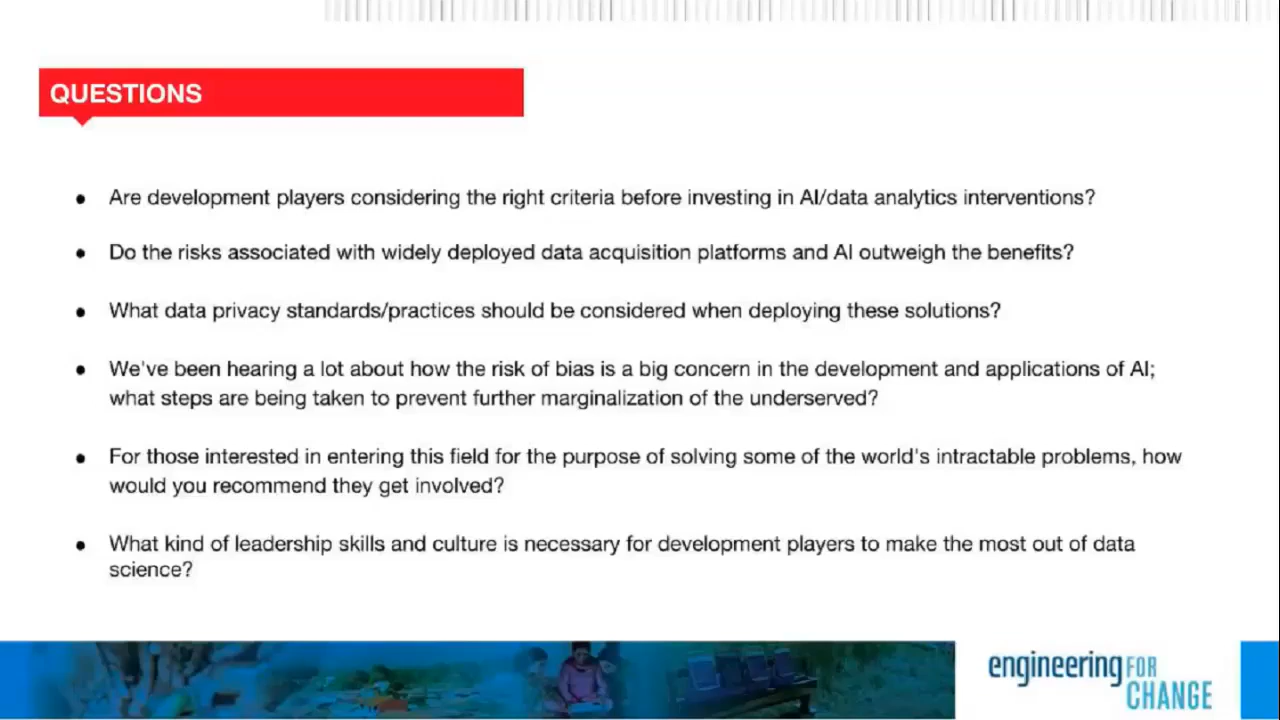 QUESTIONS
● Are development players considering the right criteria before investing in AI/data analytics interventions?
● Do the risks associated with widely deployed data acquisition platforms and AI outweigh the benefits?
● What data privacy standards/practices should be considered when deploying these solutions?
● We've been hearing a lot about how the risk of bias is a big concern in the development and applications of AI;
what steps are being taken to prevent further marginalization of the underserved?
● For those interested in entering this field for the purpose of solving some of the world's intractable problems, how
would you recommend they get involved?
● What kind of leadership skills and culture is necessary for development players to make the most out of data
science?
engineering FOR
CHANGE